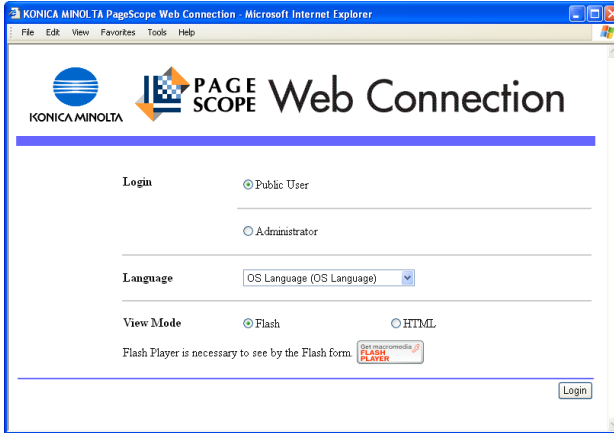 KONICA MINOLTA PageScope Web Connection - Microsoft Internet Explorer
File Edit View Favorites Tools Help
KONICA MINOLTA
PAGE SCOPE Web Connection
Login
Public User
Administrator
Language
OS Language (OS Language)
View Mode
Flash
HTML
Flash Player is necessary to see by the Flash form.
Get macromedia
FLASH
PLAYER
Login